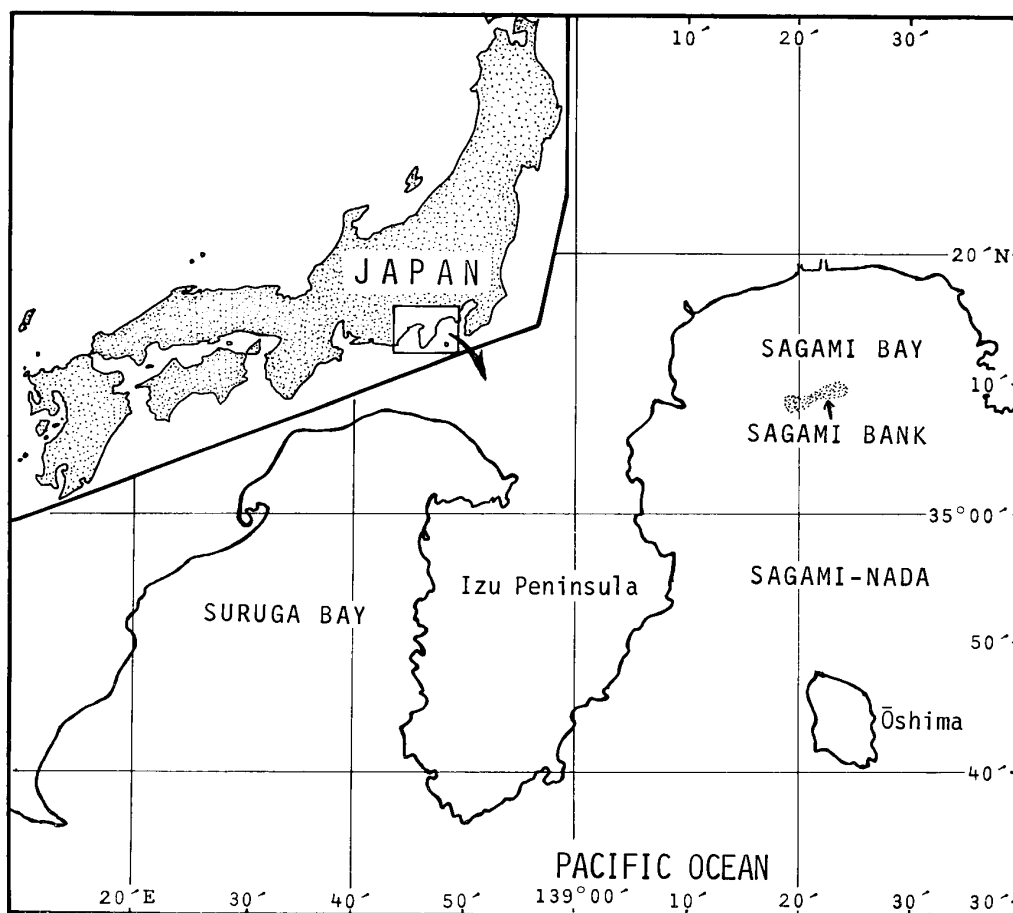 10´ 20´ 30´
JAPAN
20´N
SAGAMI BAY
10´
SAGAMI BANK
35°00´
SAGAMI-NADA
Izu Peninsula
SURUGA BAY
50´
Ōshima
40´
PACIFIC OCEAN
20´E 30´ 40´ 50´ 139°00´ 10´ 20´ 30´ 30´